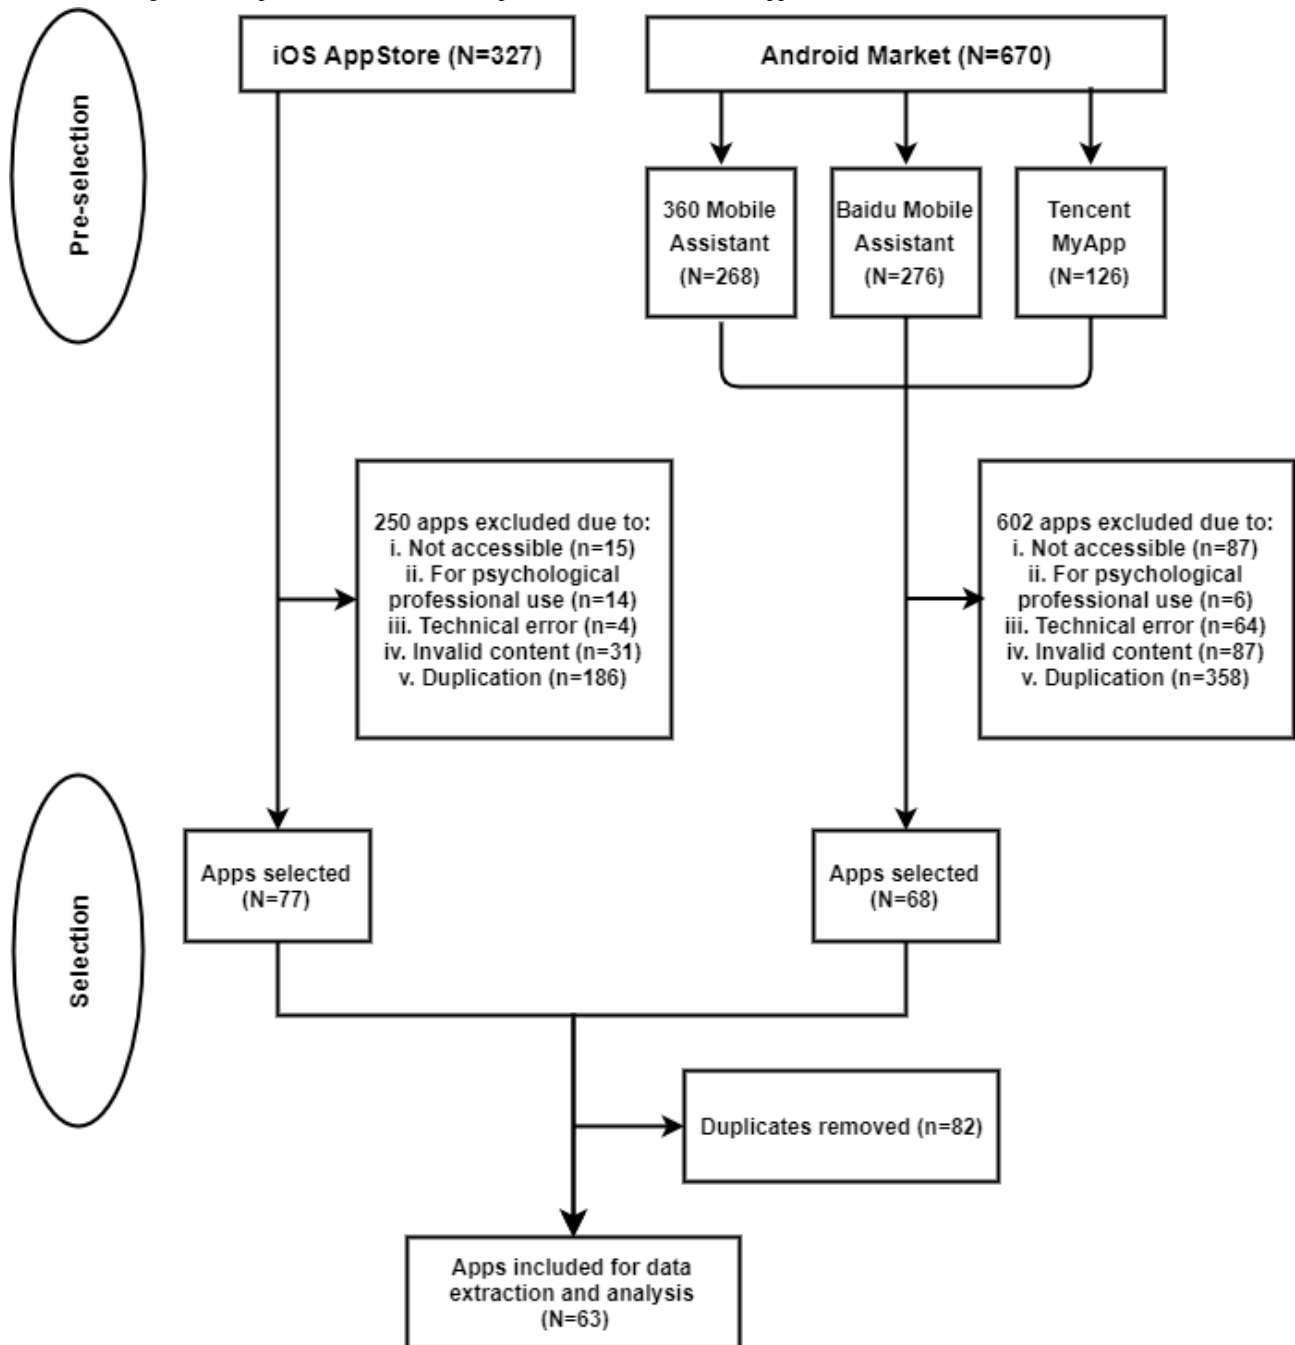 Pre-selection
iOS AppStore (N=327)
Android Market (N=670)
360 Mobile
Assistant
(N=268)
Baidu Mobile
Assistant
(N=276)
Tencent
MyApp
(N=126)
250 apps excluded due to:
i. Not accessible (n=15)
ii. For psychological
professional use (n=14)
iii. Technical error (n=4)
iv. Invalid content (n=31)
v. Duplication (n=186)
602 apps excluded due to:
i. Not accessible (n=87)
ii. For psychological
professional use (n=6)
iii. Technical error (n=64)
iv. Invalid content (n=87)
v. Duplication (n=358)
Selection
Apps selected
(N=77)
Apps selected
(N=68)
Duplicates removed (n=82)
Apps included for data
extraction and analysis
(N=63)